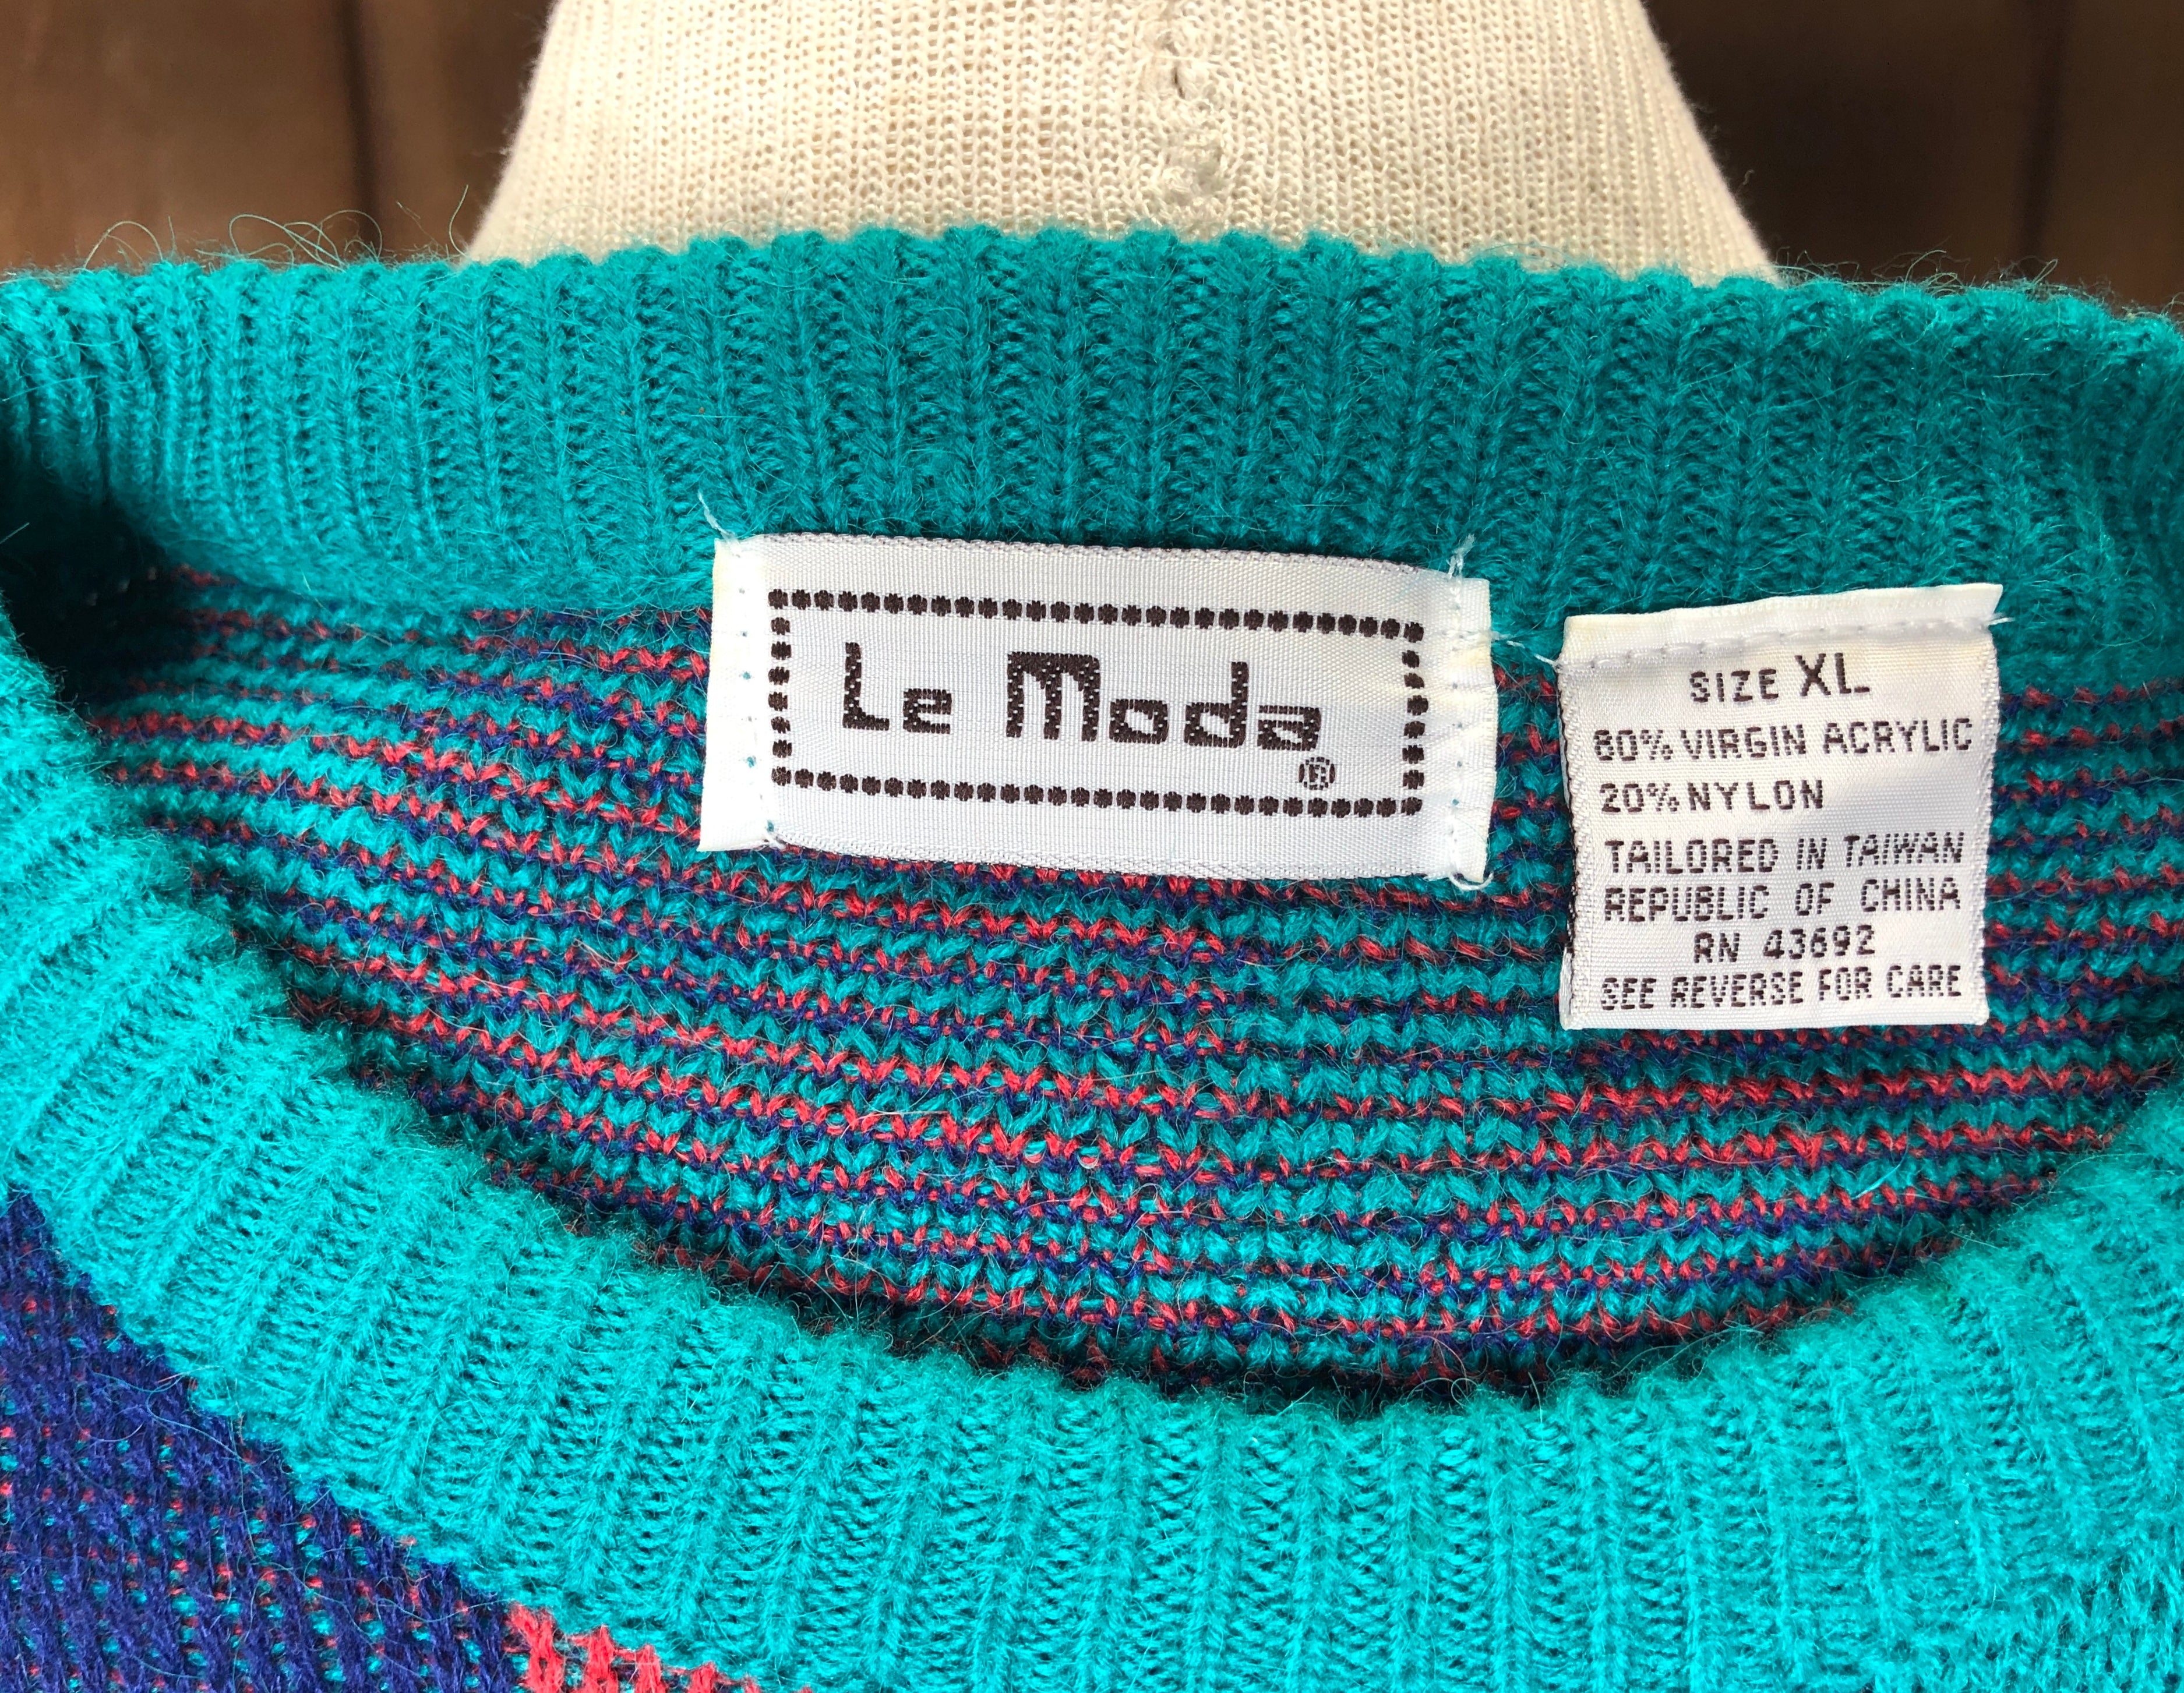 Le Moda®
SIZE XL
80% VIRGIN ACRYLIC
20% NYLON
TAILORED IN TAIWAN
REPUBLIC OF CHINA
RN 43692
SEE REVERSE FOR CARE